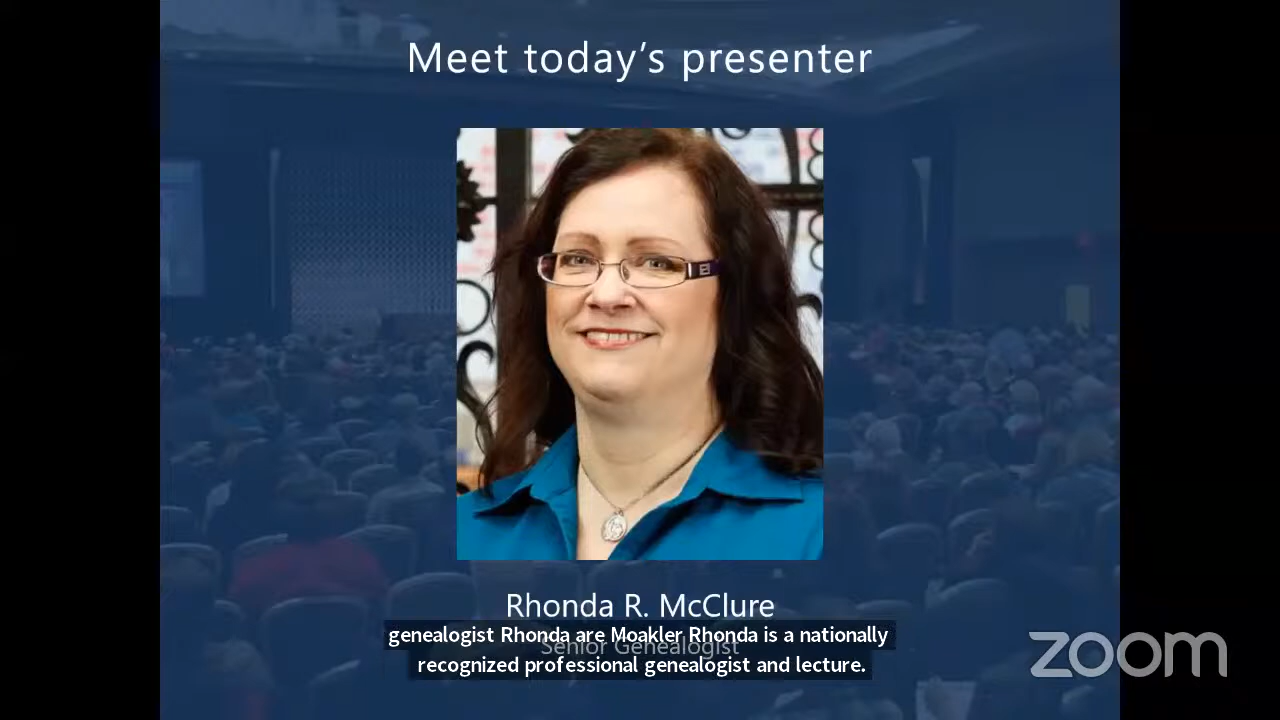 Meet today's presenter
Rhonda R. McClure
Senior Genealogist
genealogist Rhonda are Moakler Rhonda is a nationally
recognized professional genealogist and lecture.
zoom